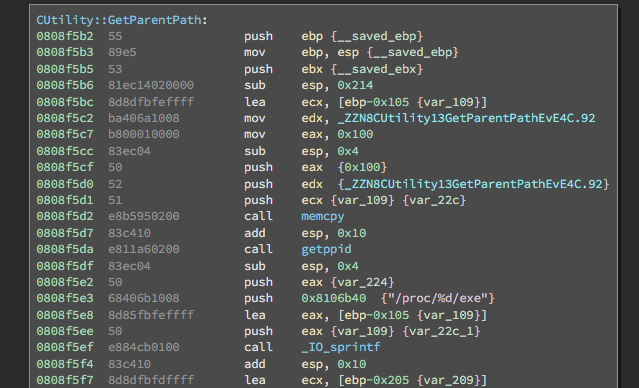 CUtility::GetParentPath:
0808f5b2 55 push ebp {__saved_ebp}
0808f5b3 89e5 mov ebp, esp {__saved_ebp}
0808f5b5 53 push ebx {__saved_ebx}
0808f5b6 81ec14020000 sub esp, 0x214
0808f5bc 8d8dfbfeffff lea ecx, [ebp-0x105 {var_109}]
0808f5c2 ba406a1008 mov edx, _ZZN8CUtility13GetParentPathEvE4C.92
0808f5c7 b800010000 mov eax, 0x100
0808f5cc 83ec04 sub esp, 0x4
0808f5cf 50 push eax {0x100}
0808f5d0 52 push edx {_ZZN8CUtility13GetParentPathEvE4C.92}
0808f5d1 51 push ecx {var_109} {var_22c}
0808f5d2 e8b5950200 call memcpy
0808f5d7 83c410 add esp, 0x10
0808f5da e811a60200 call getppid
0808f5df 83ec04 sub esp, 0x4
0808f5e2 50 push eax {var_224}
0808f5e3 68406b1008 push 0x8106b40 {"/proc/%d/exe"}
0808f5e8 8d85fbfeffff lea eax, [ebp-0x105 {var_109}]
0808f5ee 50 push eax {var_109} {var_22c_1}
0808f5ef e884cb0100 call _IO_sprintf
0808f5f4 83c410 add esp, 0x10
0808f5f7 8d8dfbfdffff lea ecx, [ebp-0x205 {var_209}]